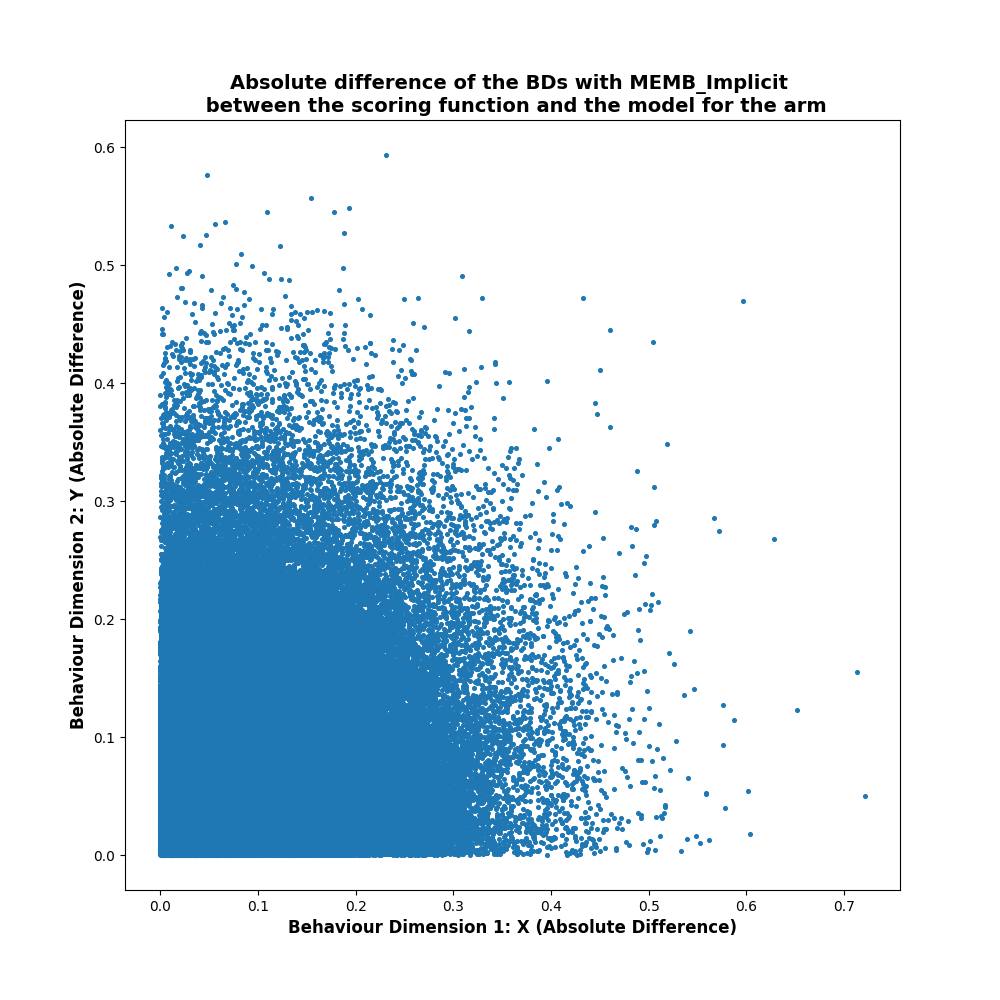 Absolute difference of the BDs with MEMB_Implicit
between the scoring function and the model for the arm
Behaviour Dimension 2: Y (Absolute Difference)
0.6
0.5
0.4
0.3
0.2
0.1
0.0
0.0 0.1 0.2 0.3 0.4 0.5 0.6 0.7
Behaviour Dimension 1: X (Absolute Difference)